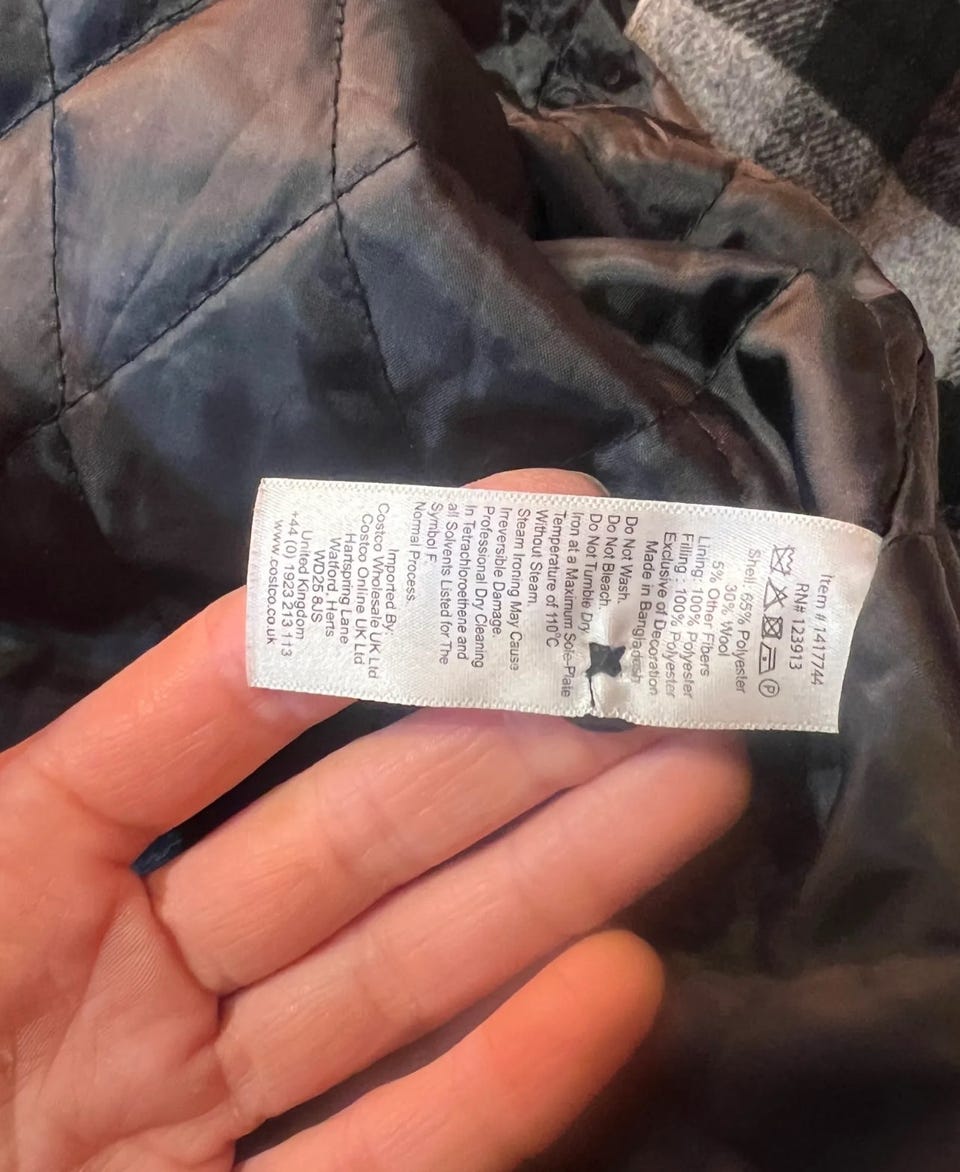 Item # 1417744
RN# 123913
P
Shell: 65% Polyester
30% Wool
5% Other Fibers
Lining: 100% Polyester
Filling : 100% Polyester
Exclusive of Decoration
Made in Bangladesh
Do Not Wash.
Do Not Bleach.
Do Not Tumble Dry.
Iron at a Maximum Sole-Plate
Temperature of 110°C
Without Steam.
Steam Ironing May Cause
Irreversible Damage.
Professional Dry Cleaning
In Tetrachloroethene and
all Solvents Listed for The
Symbol F.
Normal Process.
Imported By:
Costco Wholesale UK Ltd
Costco Online UK Ltd
Hartspring Lane
Watford, Herts
WD25 8JS
United Kingdom
+44 (0) 1923 213 113
www.costco.co.uk